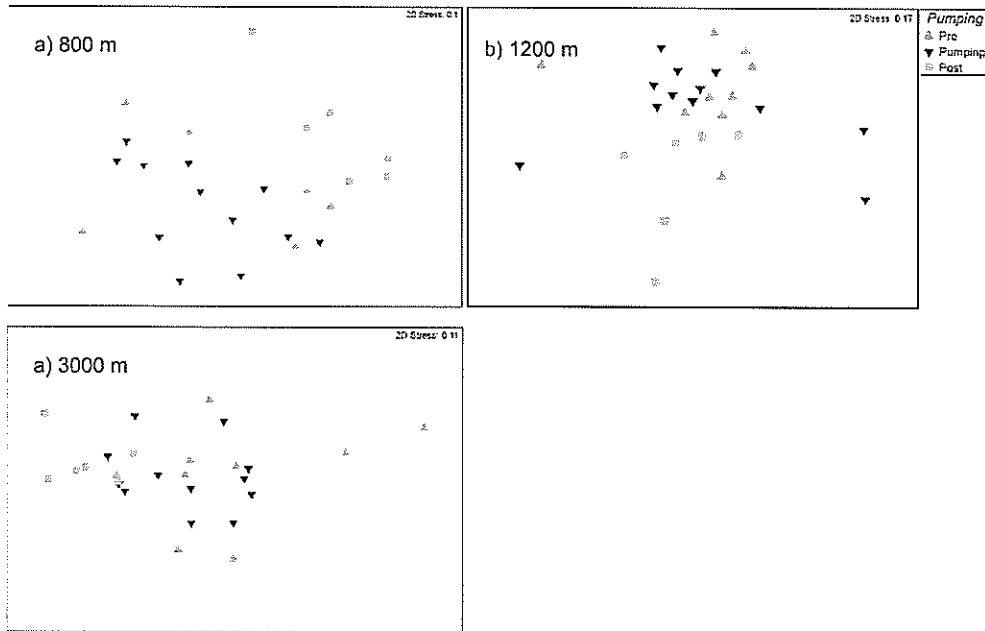 2D Stress: 0.1
a) 800 m
2D Stress: 0.17
b) 1200 m
Pumping
Pre
Pumping
Post
2D Stress: 0.11
a) 3000 m